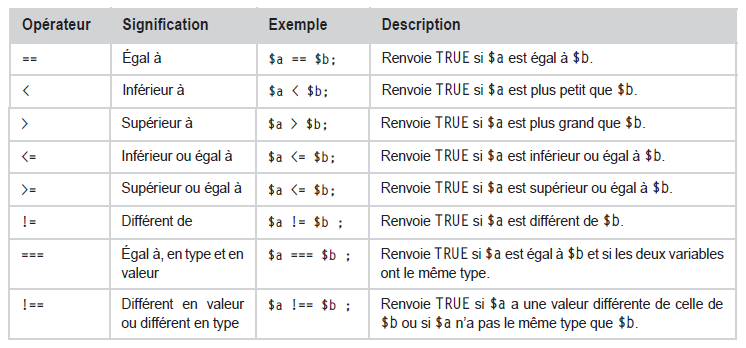 Opérateur Signification Exemple Description
== Égal à $a == $b; Renvoie TRUE si $a est égal à $b.
< Inférieur à $a < $b; Renvoie TRUE si $a est plus petit que $b.
> Supérieur à $a > $b; Renvoie TRUE si $a est plus grand que $b.
<= Inférieur ou égal à $a <= $b; Renvoie TRUE si $a est inférieur ou égal à $b.
>= Supérieur ou égal à $a <= $b; Renvoie TRUE si $a est supérieur ou égal à $b.
!= Différent de $a != $b ; Renvoie TRUE si $a est différent de $b.
=== Égal à, en type et en valeur $a === $b ; Renvoie TRUE si $a est égal à $b et si les deux variables ont le même type.
!== Différent en valeur ou différent en type $a !== $b ; Renvoie TRUE si $a a une valeur différente de celle de $b ou si $a n'a pas le même type que $b.